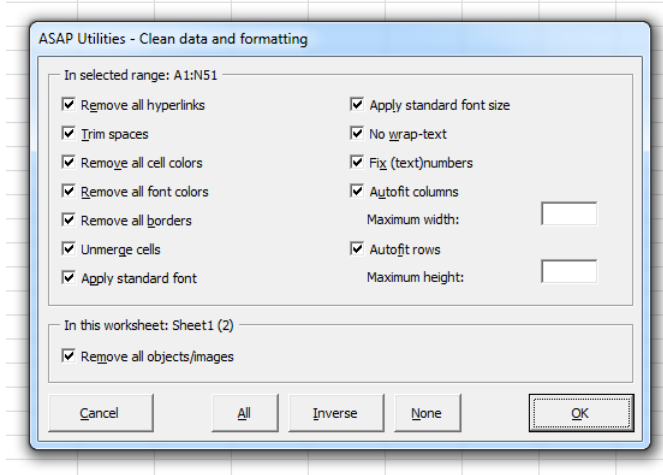 ASAP Utilities - Clean data and formatting
In selected range: A1:N51
Remove all hyperlinks
Trim spaces
Remove all cell colors
Remove all font colors
Remove all borders
Unmerge cells
Apply standard font
Apply standard font size
No wrap-text
Fix (text)numbers
Autofit columns
Maximum width:
Autofit rows
Maximum height:
In this worksheet: Sheet1 (2)
Remove all objects/images
Cancel All Inverse None OK